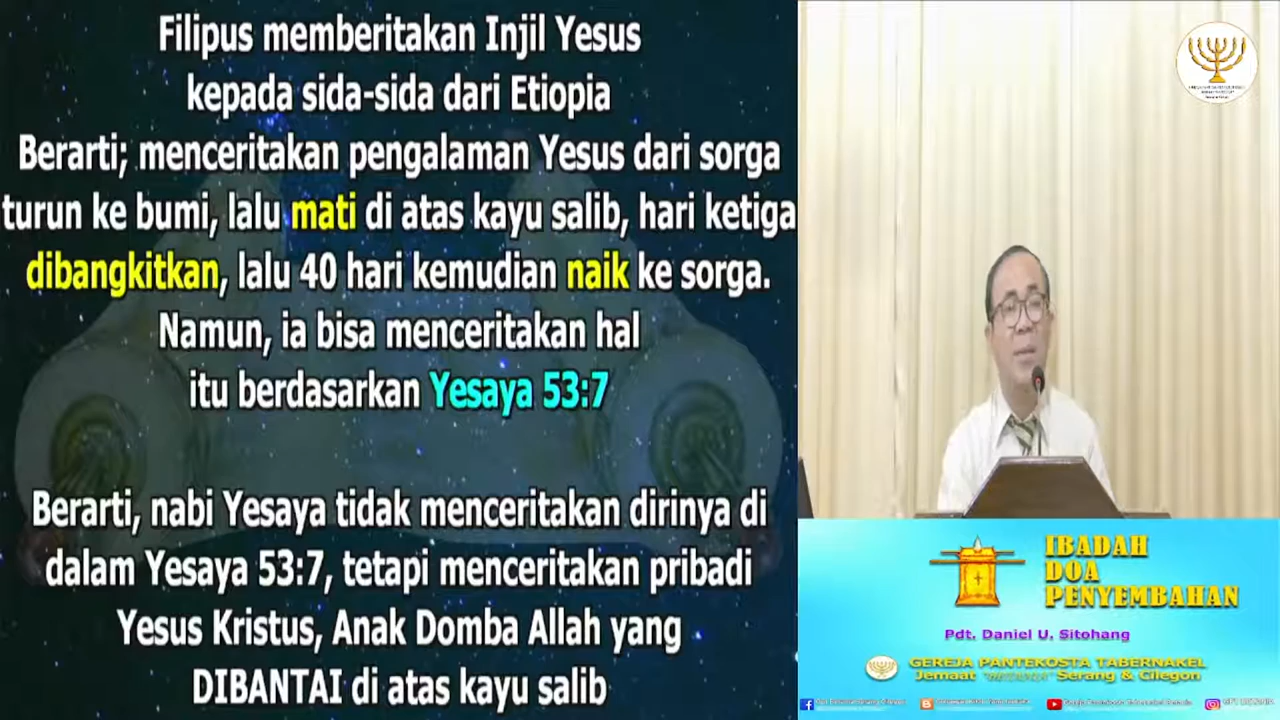 Filipus memberitakan Injil Yesus
kepada sida-sida dari Etiopia
Berarti; menceritakan pengalaman Yesus dari sorga
turun ke bumi, lalu mati di atas kayu salib, hari ketiga
dibangkitkan, lalu 40 hari kemudian naik ke sorga.
Namun, ia bisa menceritakan hal
itu berdasarkan Yesaya 53:7
Berarti, nabi Yesaya tidak menceritakan dirinya di
dalam Yesaya 53:7, tetapi menceritakan pribadi
Yesus Kristus, Anak Domba Allah yang
DIBANTAI di atas kayu salib
IBADAH
DOA
PENYEMBAHAN
Pdt. Daniel U. Sitohang
GEREJA PANTEKOSTA TABERNAKEL
Jemaat "BETANIA" Serang & Cilegon